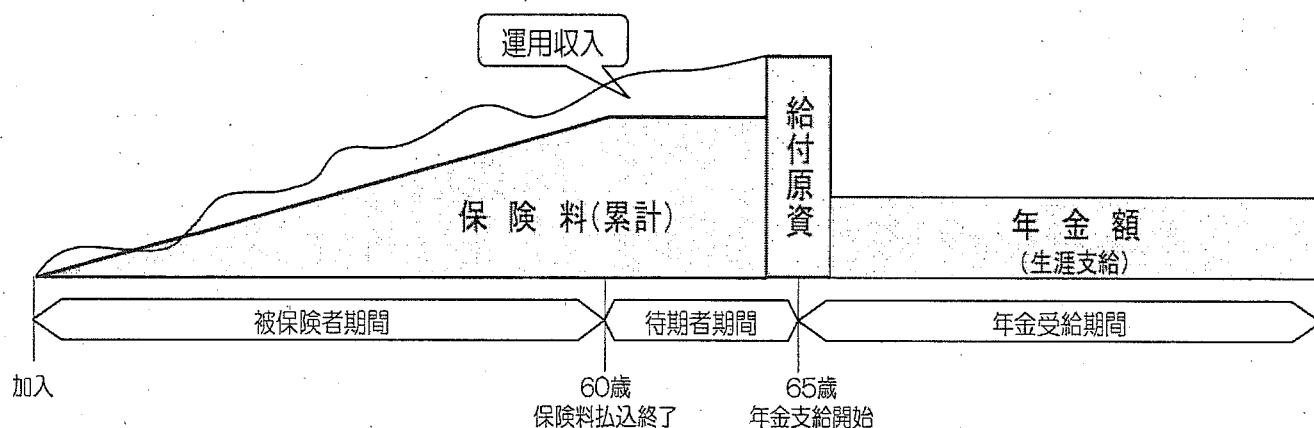 運用収入
給付原資
保険料(累計)
年金額
(生涯支給)
被保険者期間
待期者期間
年金受給期間
加入
60歳
保険料払込終了
65歳
年金支給開始